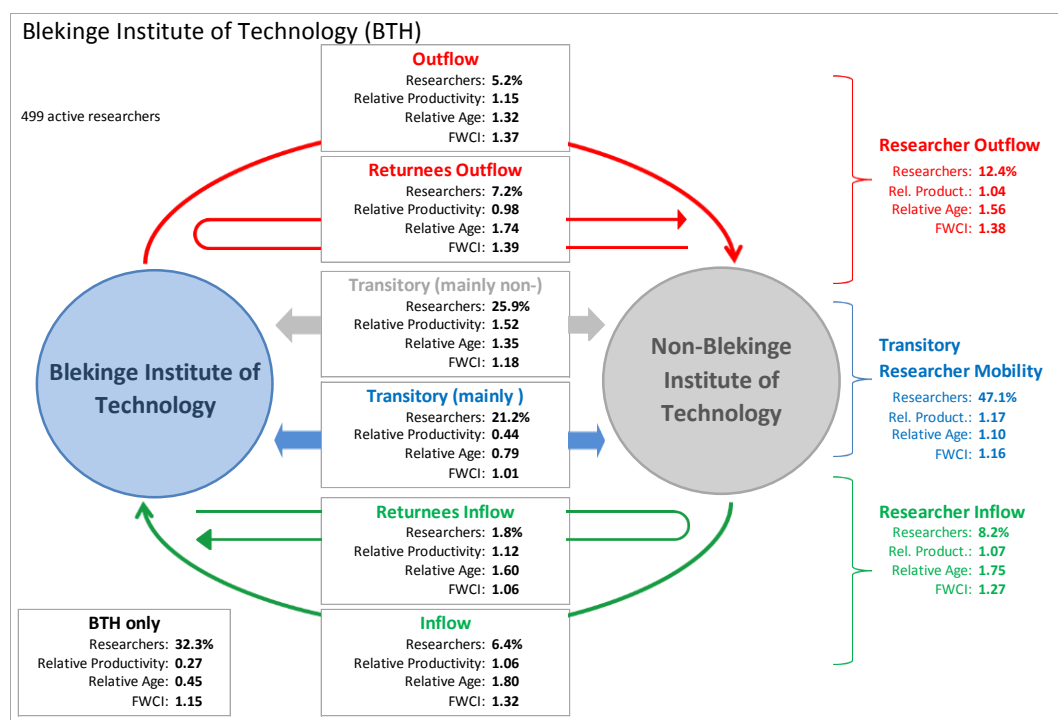 Blekinge Institute of Technology (BTH)
499 active researchers
Outflow
Researchers: 5.2%
Relative Productivity: 1.15
Relative Age: 1.32
FWCI: 1.37
Returnees Outflow
Researchers: 7.2%
Relative Productivity: 0.98
Relative Age: 1.74
FWCI: 1.39
Researcher Outflow
Researchers: 12.4%
Rel. Product.: 1.04
Relative Age: 1.56
FWCI: 1.38
Blekinge Institute of
Technology
Transitory (mainly non-)
Researchers: 25.9%
Relative Productivity: 1.52
Relative Age: 1.35
FWCI: 1.18
Transitory (mainly )
Researchers: 21.2%
Relative Productivity: 0.44
Relative Age: 0.79
FWCI: 1.01
Non-Blekinge
Institute of
Technology
Transitory
Researcher Mobility
Researchers: 47.1%
Rel. Product.: 1.17
Relative Age: 1.10
FWCI: 1.16
Returnees Inflow
Researchers: 1.8%
Relative Productivity: 1.12
Relative Age: 1.60
FWCI: 1.06
Researcher Inflow
Researchers: 8.2%
Rel. Product.: 1.07
Relative Age: 1.75
FWCI: 1.27
BTH only
Researchers: 32.3%
Relative Productivity: 0.27
Relative Age: 0.45
FWCI: 1.15
Inflow
Researchers: 6.4%
Relative Productivity: 1.06
Relative Age: 1.80
FWCI: 1.32